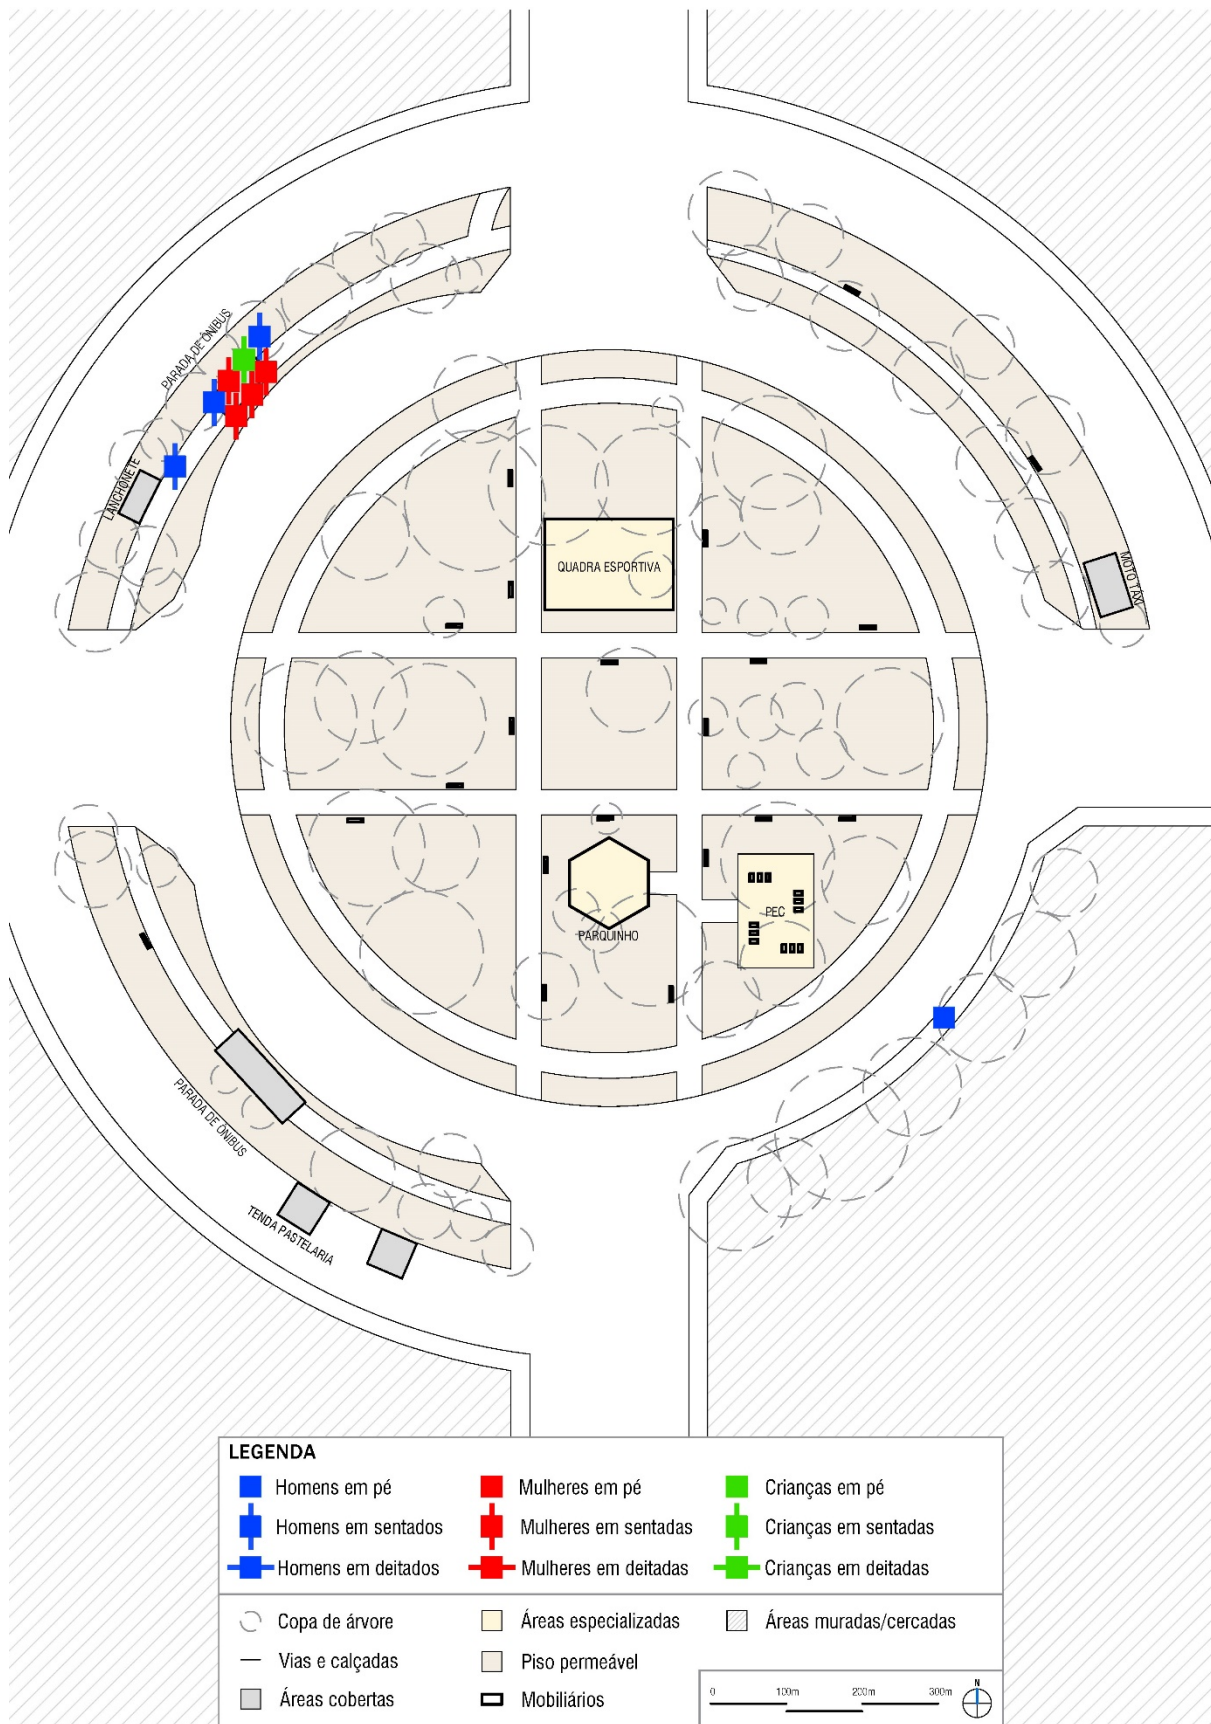 PARADA DE ÔNIBUS
LANCHONETE
QUADRA ESPORTIVA
MOTO TÁXI
PEC
PARQUINHO
PARADA DE ÔNIBUS
TENDA PASTELARIA
LEGENDA
Homens em pé
Mulheres em pé
Crianças em pé
Homens em sentados
Mulheres em sentadas
Crianças em sentadas
Homens em deitados
Mulheres em deitadas
Crianças em deitadas
Copa de árvore
Áreas especializadas
Áreas muradas/cercadas
Vias e calçadas
Piso permeável
Áreas cobertas
Mobiliários
0 100m 200m 300m
N